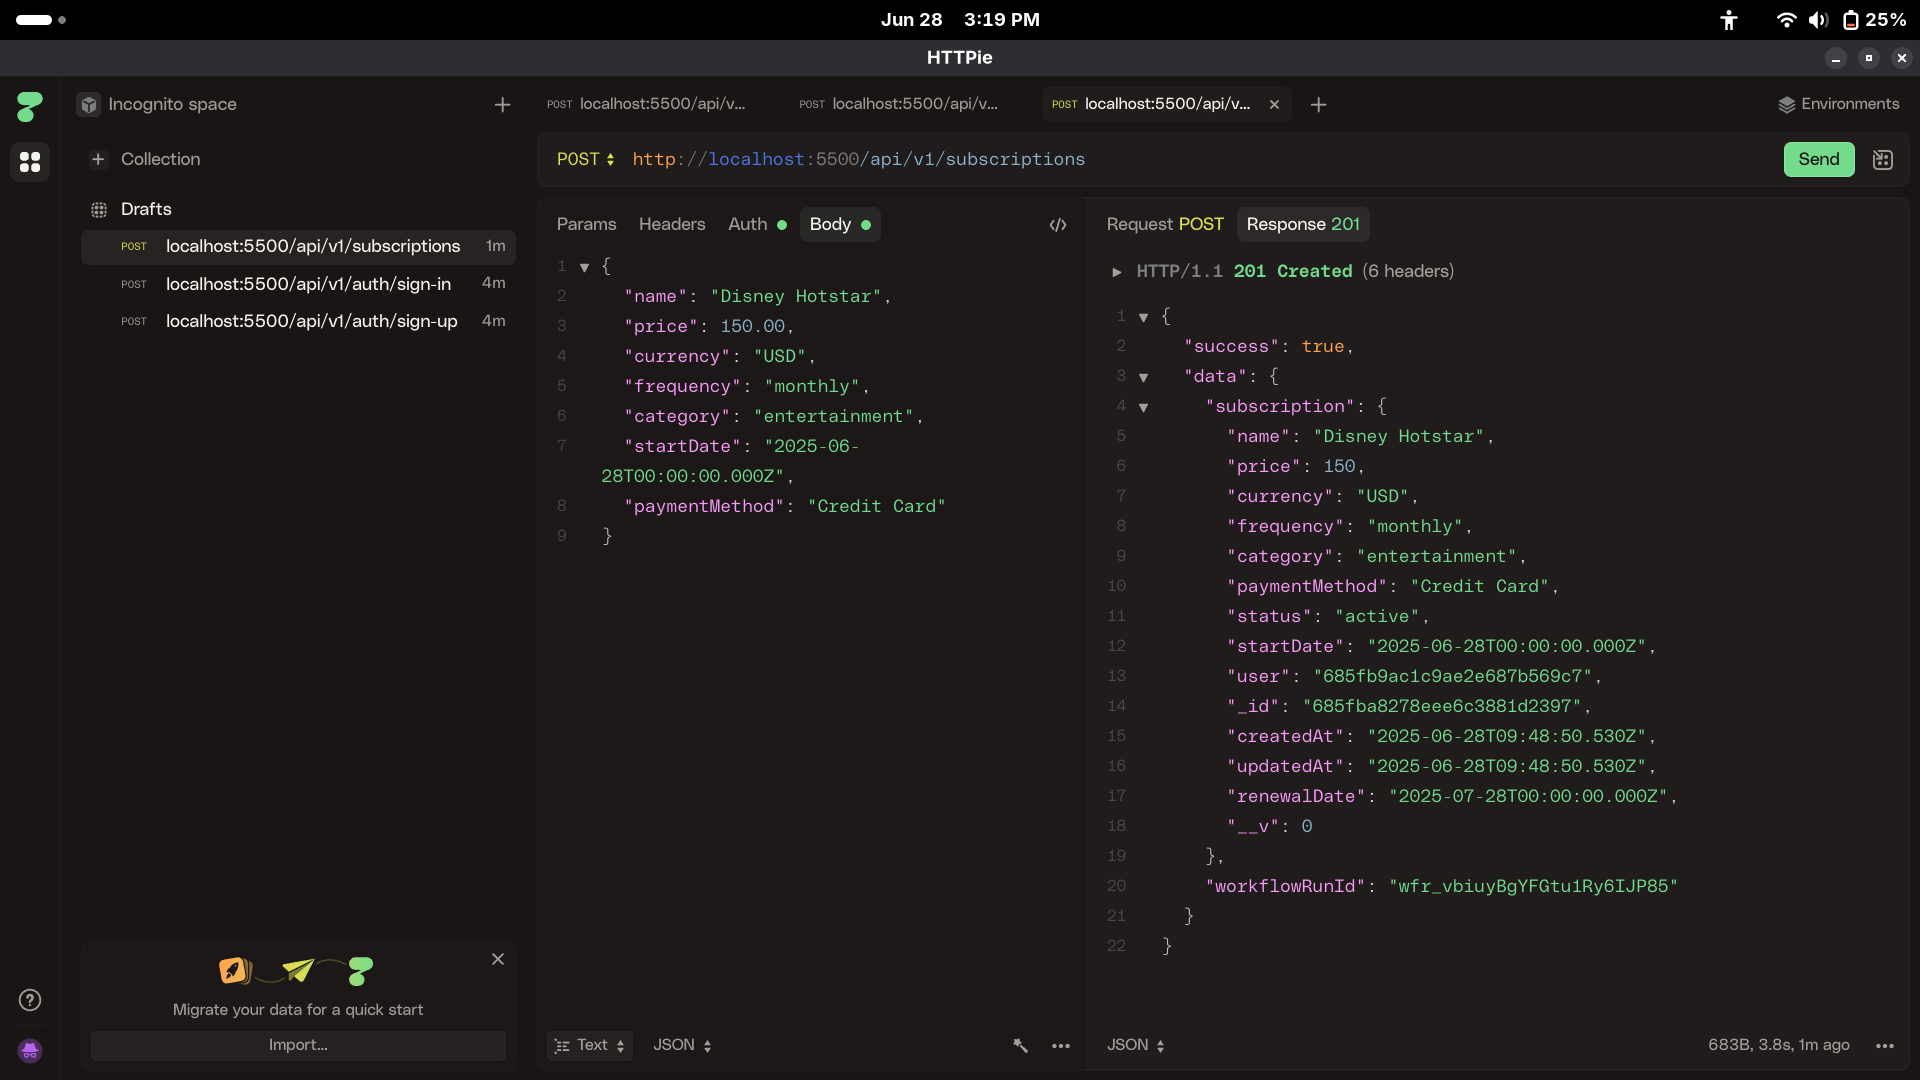 Jun 28 3:19 PM
25%
HTTPie
Incognito space
POST localhost:5500/api/v...
POST localhost:5500/api/v...
POST localhost:5500/api/v...
Environments
Collection
POST http://localhost:5500/api/v1/subscriptions
Send
Drafts
POST localhost:5500/api/v1/subscriptions 1m
POST localhost:5500/api/v1/auth/sign-in 4m
POST localhost:5500/api/v1/auth/sign-up 4m
Migrate your data for a quick start
Import...
Params Headers Auth Body
1 {
2 "name": "Disney Hotstar",
3 "price": 150.00,
4 "currency": "USD",
5 "frequency": "monthly",
6 "category": "entertainment",
7 "startDate": "2025-06-
28T00:00:00.000Z",
8 "paymentMethod": "Credit Card"
9 }
Text JSON
Request POST Response 201
HTTP/1.1 201 Created (6 headers)
1 {
2 "success": true,
3 "data": {
4 "subscription": {
5 "name": "Disney Hotstar",
6 "price": 150,
7 "currency": "USD",
8 "frequency": "monthly",
9 "category": "entertainment",
10 "paymentMethod": "Credit Card",
11 "status": "active",
12 "startDate": "2025-06-28T00:00:00.000Z",
13 "user": "685fb9ac1c9ae2e687b569c7",
14 "_id": "685fba8278eee6c3881d2397",
15 "createdAt": "2025-06-28T09:48:50.530Z",
16 "updatedAt": "2025-06-28T09:48:50.530Z",
17 "renewalDate": "2025-07-28T00:00:00.000Z",
18 "__v": 0
19 },
20 "workflowRunId": "wfr_vbiuyBgYFGtu1Ry6IJP85"
21 }
22 }
JSON
683B, 3.8s, 1m ago